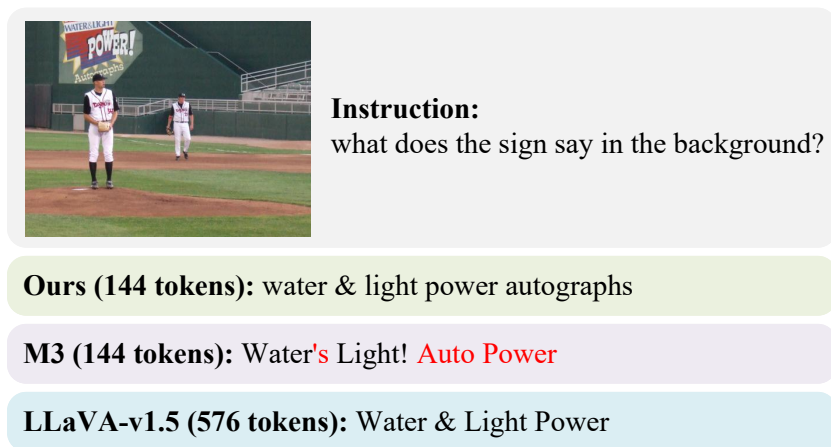 WATER&LIGHT
POWER!
Autographs
Instruction:
what does the sign say in the background?
Ours (144 tokens): water & light power autographs
M3 (144 tokens): Water's Light! Auto Power
LLaVA-v1.5 (576 tokens): Water & Light Power